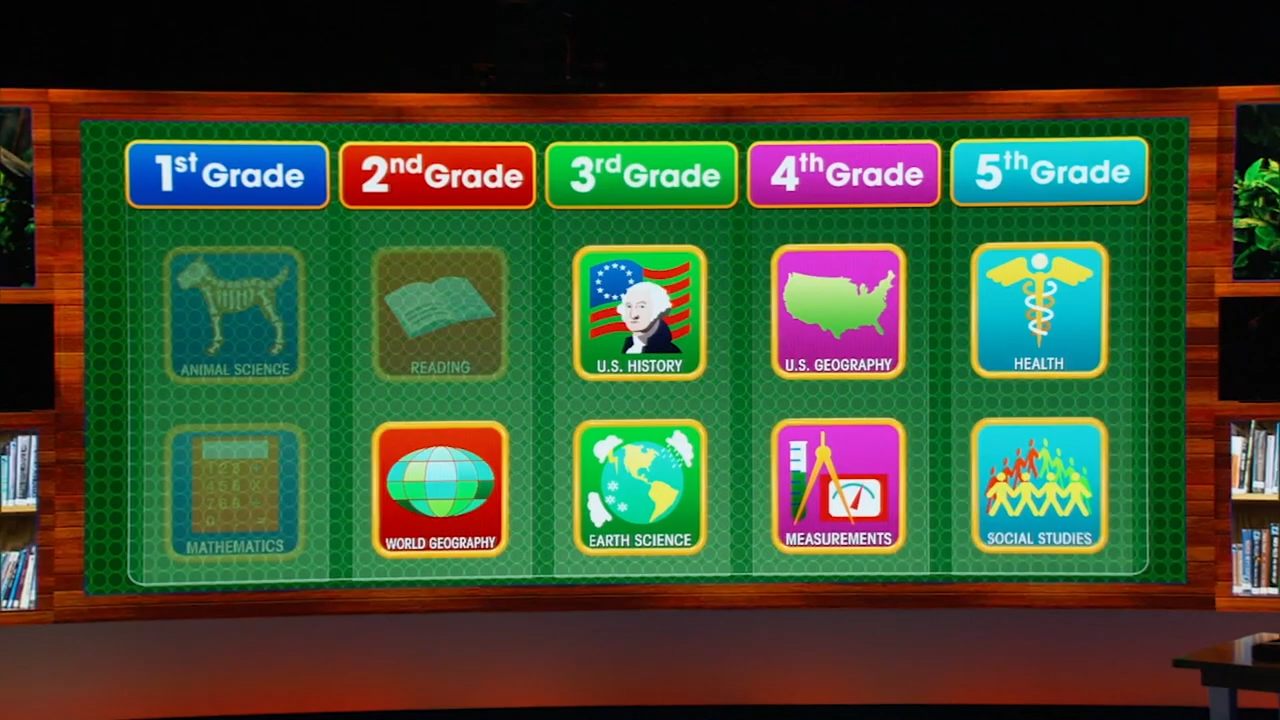 1st Grade
2nd Grade
3rd Grade
4th Grade
5th Grade
ANIMAL SCIENCE
READING
U.S. HISTORY
U.S. GEOGRAPHY
HEALTH
MATHEMATICS
WORLD GEOGRAPHY
EARTH SCIENCE
MEASUREMENTS
SOCIAL STUDIES